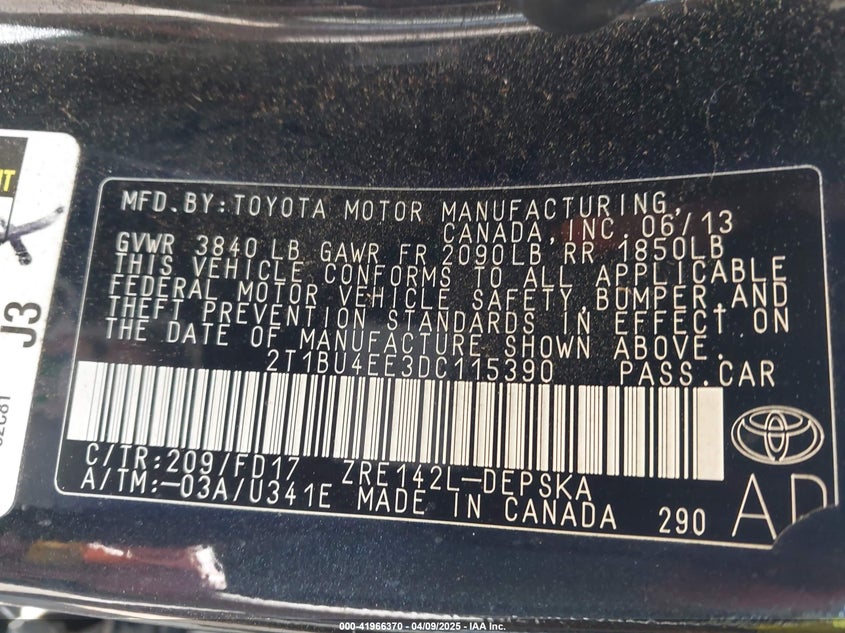 NT
J3
MFD.BY:TOYOTA MOTOR MANUFACTURING,
CANADA, INC. 06/13
GVWR 3840 LB GAWR FR 2090LB RR 1850LB
THIS VEHICLE CONFORMS TO ALL APPLICABLE
FEDERAL MOTOR VEHICLE SAFETY,BUMPER,AND
THEFT PREVENTION STANDARDS IN EFFECT ON
THE DATE OF MANUFACTURE SHOWN ABOVE.
2T1BU4EE3DC115390 PASS.CAR
C/TR:209/FD17 ZRE142L-DEPSKA
A/TM:-03A/U341E MADE IN CANADA 290
000-41966370 - 04/09/2025 - IAA Inc.